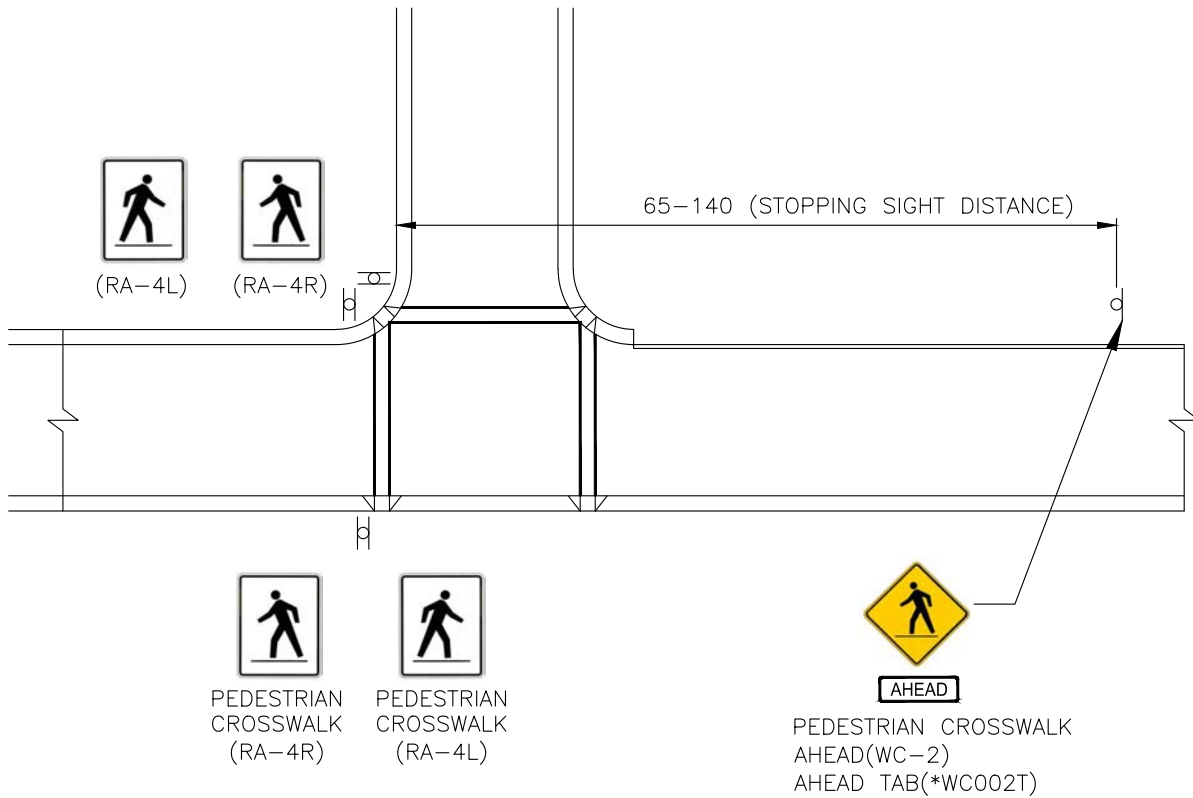 65-140 (STOPPING SIGHT DISTANCE)
(RA-4L)
(RA-4R)
PEDESTRIAN
CROSSWALK
(RA-4R)
PEDESTRIAN
CROSSWALK
(RA-4L)
AHEAD
PEDESTRIAN CROSSWALK
AHEAD(WC-2)
AHEAD TAB(*WC002T)